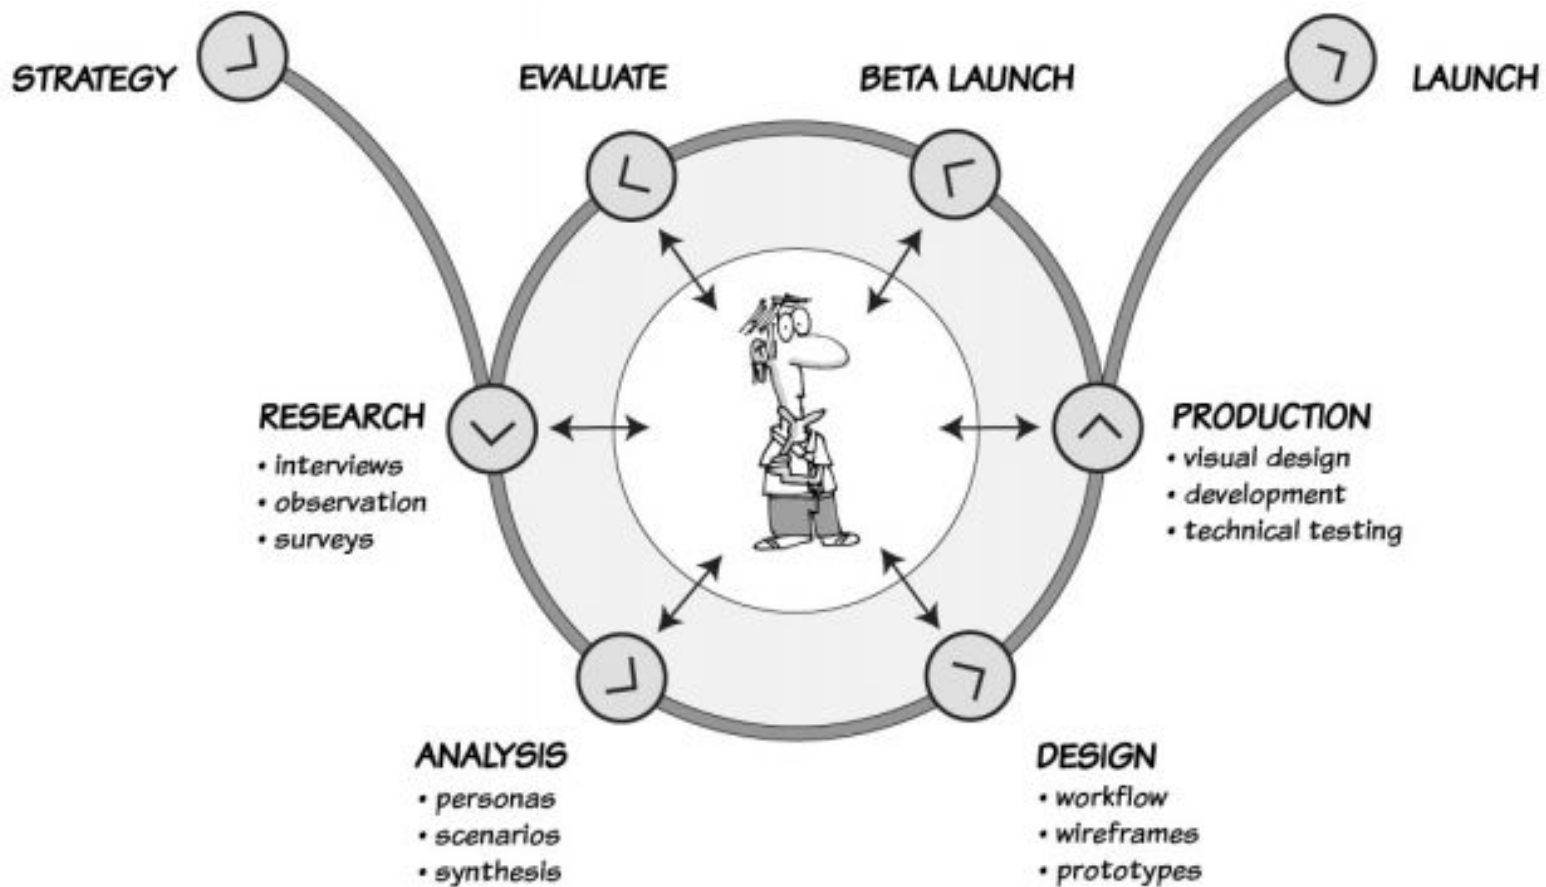 STRATEGY
EVALUATE
BETA LAUNCH
LAUNCH
RESEARCH
• interviews
• observation
• surveys
PRODUCTION
• visual design
• development
• technical testing
ANALYSIS
• personas
• scenarios
• synthesis
DESIGN
• workflow
• wireframes
• prototypes